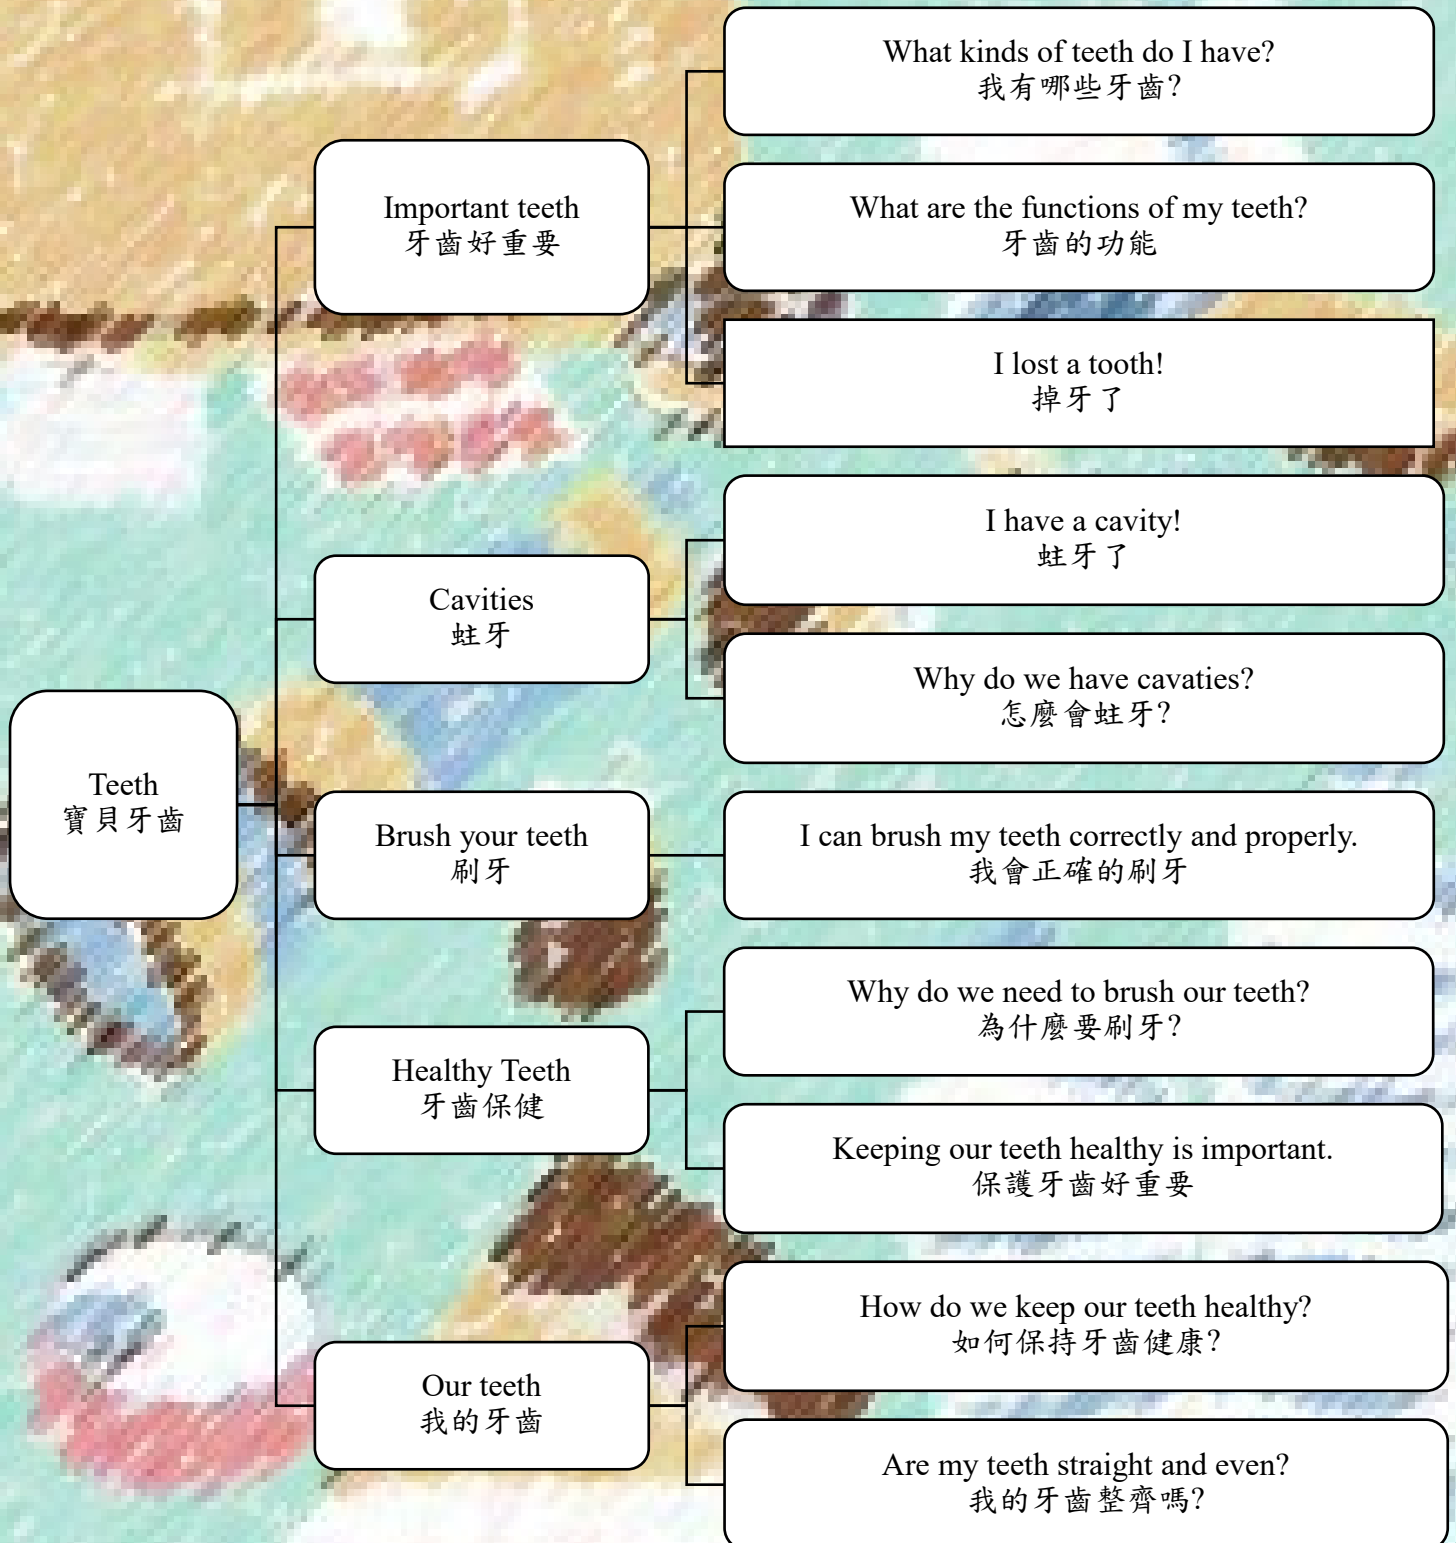 Teeth
寶貝牙齒
Important teeth
牙齒好重要
What kinds of teeth do I have?
我有哪些牙齒?
What are the functions of my teeth?
牙齒的功能
I lost a tooth!
掉牙了
Cavities
蛀牙
I have a cavity!
蛀牙了
Why do we have cavaties?
怎麼會蛀牙?
Brush your teeth
刷牙
I can brush my teeth correctly and properly.
我會正確的刷牙
Healthy Teeth
牙齒保健
Why do we need to brush our teeth?
為什麼要刷牙?
Keeping our teeth healthy is important.
保護牙齒好重要
Our teeth
我的牙齒
How do we keep our teeth healthy?
如何保持牙齒健康?
Are my teeth straight and even?
我的牙齒整齊嗎?